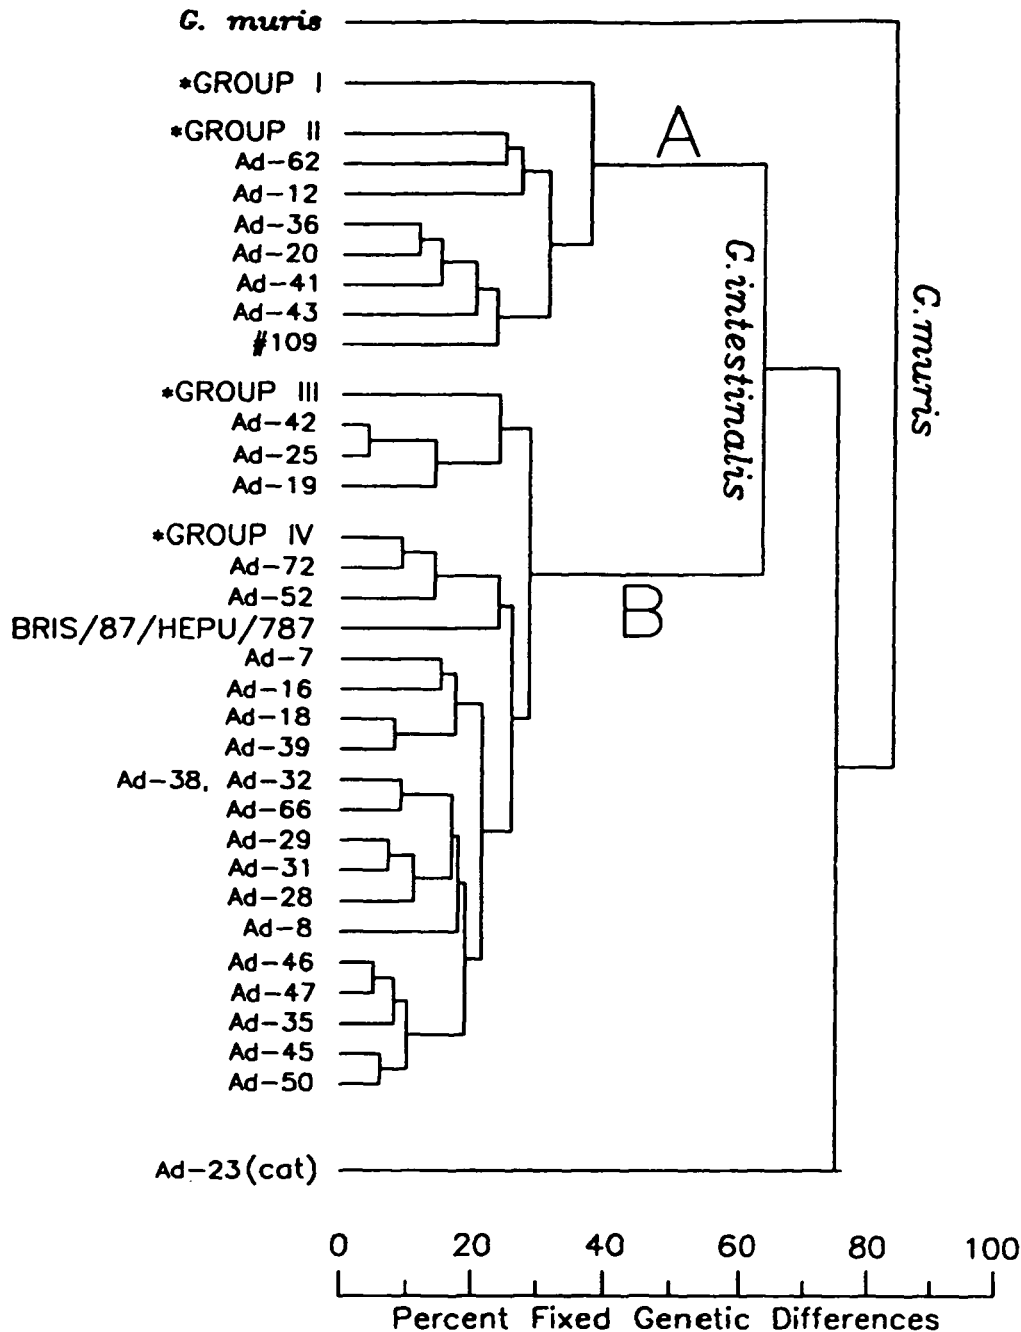 G. muris
*GROUP I
*GROUP II
Ad-62
Ad-12
Ad-36
Ad-20
Ad-41
Ad-43
#109
*GROUP III
Ad-42
Ad-25
Ad-19
*GROUP IV
Ad-72
Ad-52
BRIS/87/HEPU/787
Ad-7
Ad-16
Ad-18
Ad-39
Ad-38, Ad-32
Ad-66
Ad-29
Ad-31
Ad-28
Ad-8
Ad-46
Ad-47
Ad-35
Ad-45
Ad-50
Ad-23(cat)
A
B
G.intestinalis
G.muris
0 20 40 60 80 100
Percent Fixed Genetic Differences